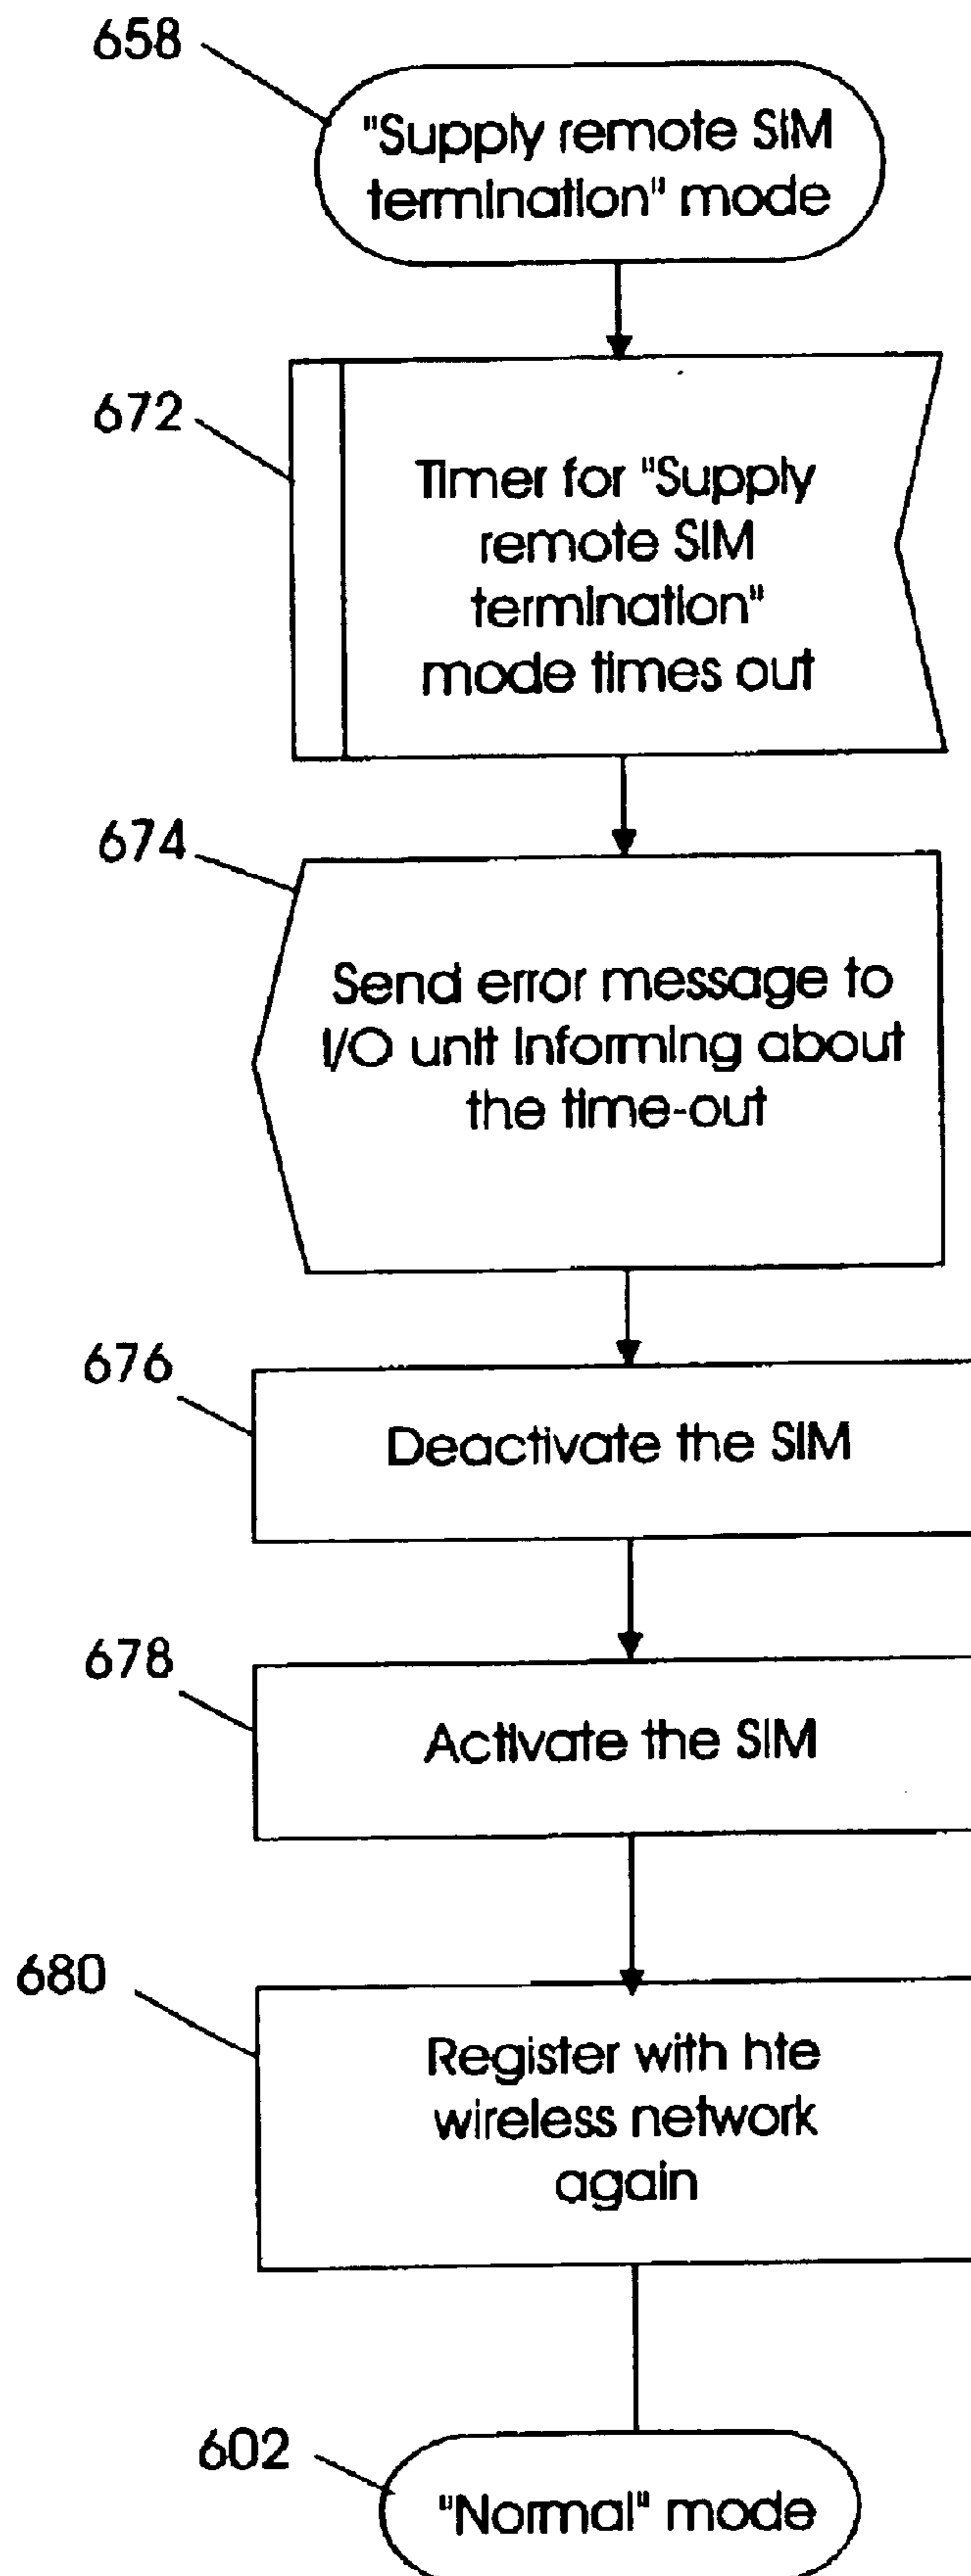 658
"Supply remote SIM
termination" mode
672
Timer for "Supply
remote SIM
termination"
mode times out
674
Send error message to
I/O unit informing about
the time-out
676
Deactivate the SIM
678
Activate the SIM
680
Register with hte
wireless network
again
602
"Normal" mode